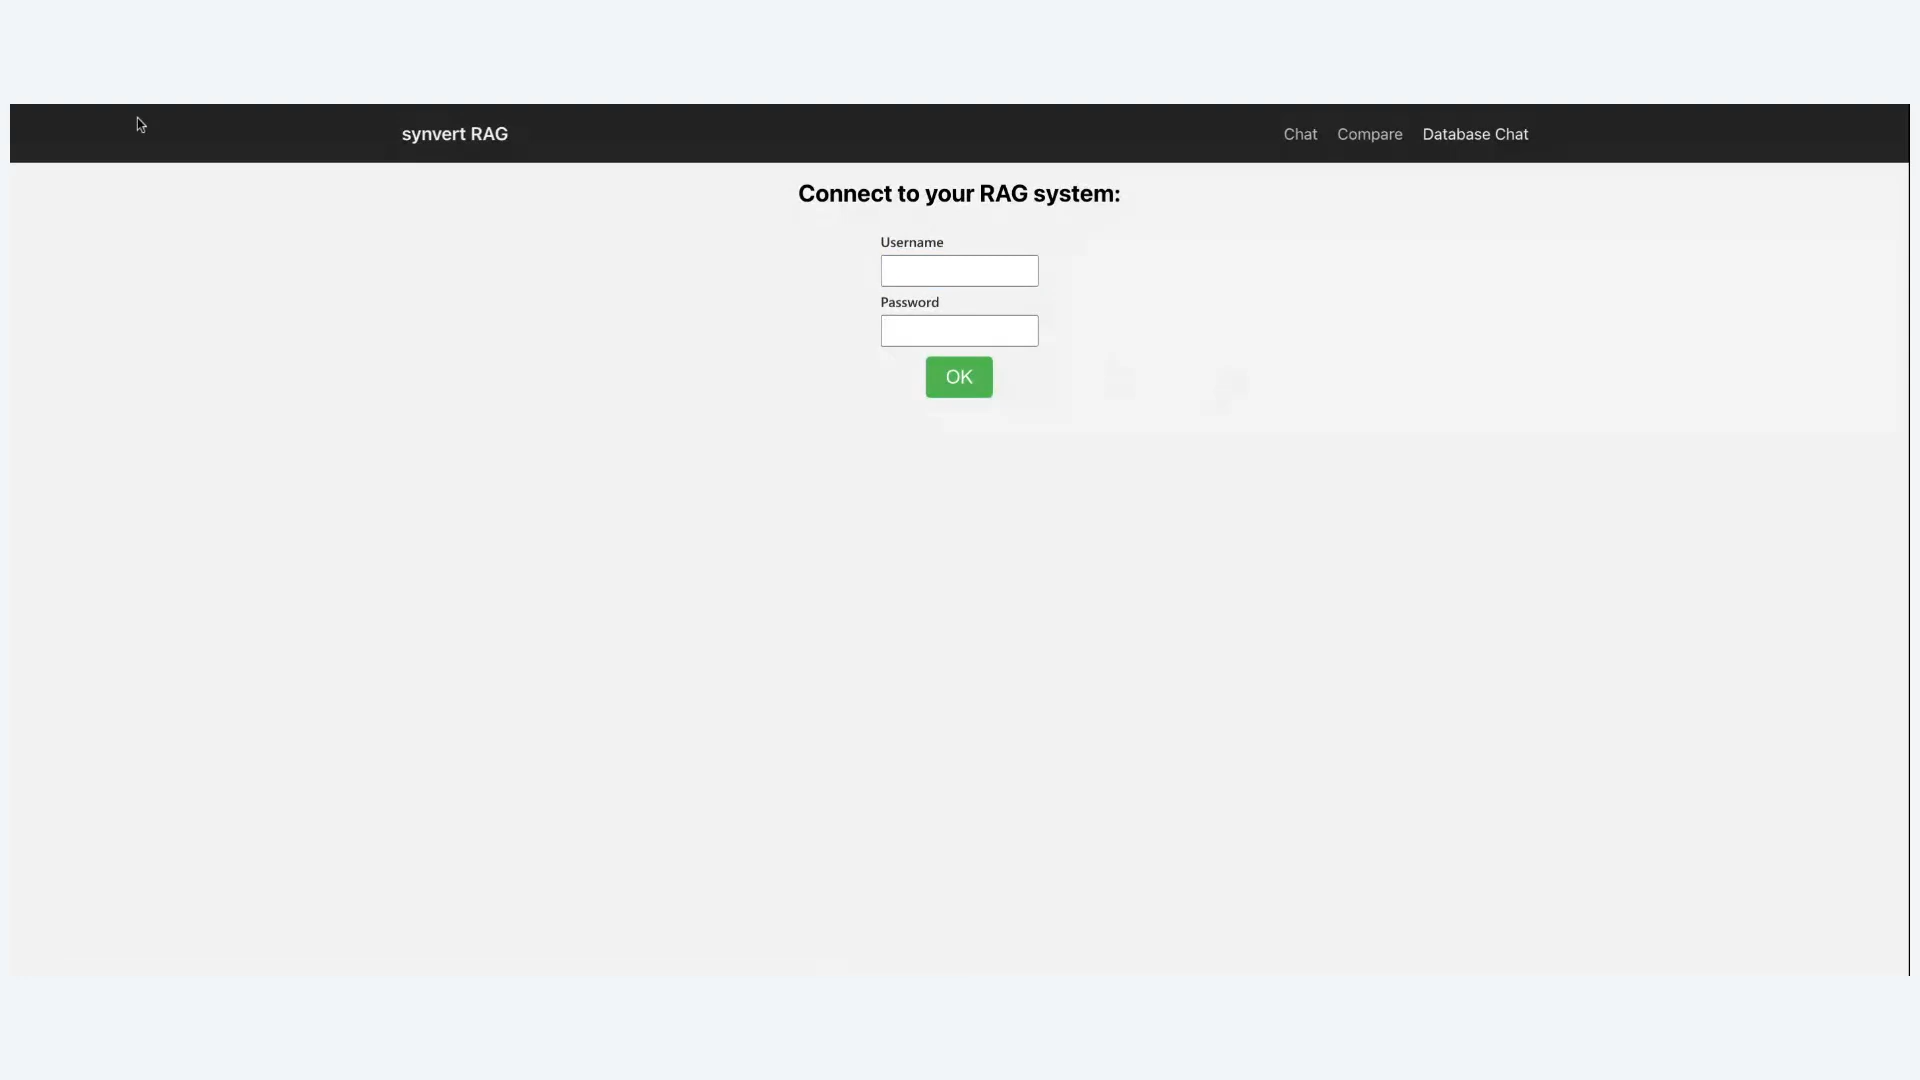 synvert RAG
Chat Compare Database Chat
Connect to your RAG system:
Username
Password
OK